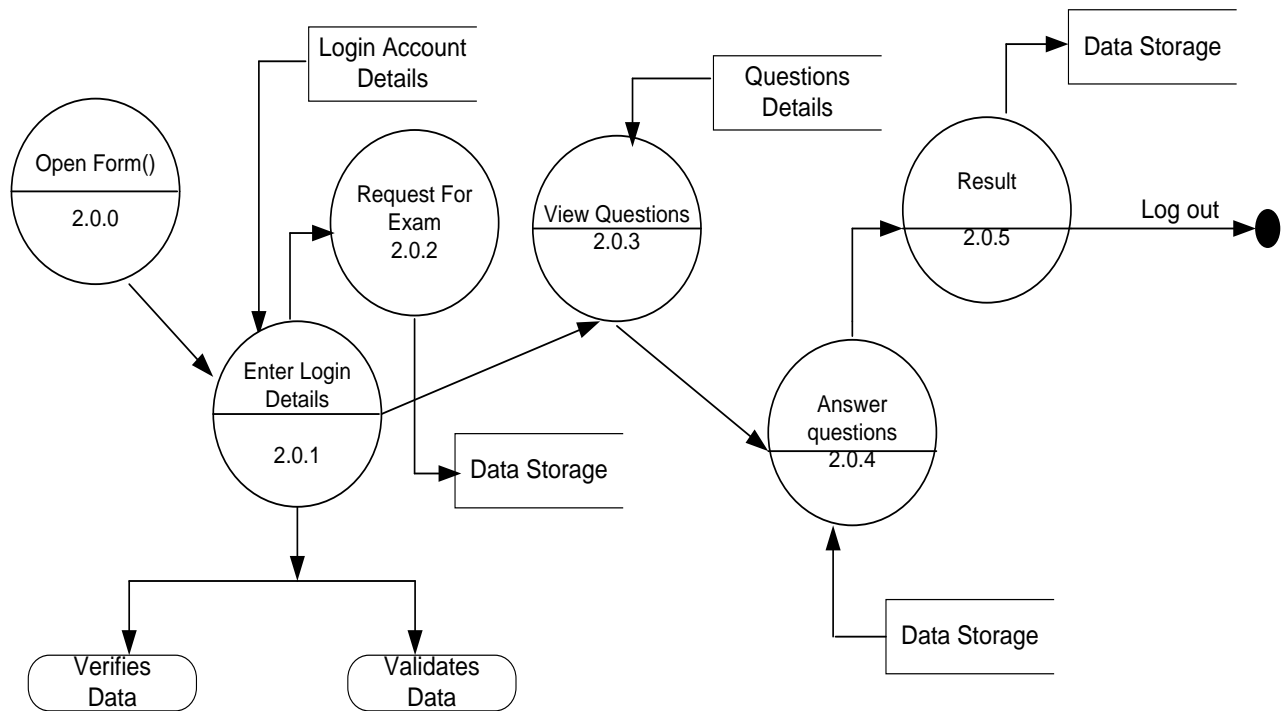 Login Account
Details
Data Storage
Questions
Details
Open Form()
2.0.0
Request For
Exam
2.0.2
View Questions
2.0.3
Result
2.0.5
Log out
Enter Login
Details
2.0.1
Answer
questions
2.0.4
Data Storage
Data Storage
Verifies
Data
Validates
Data